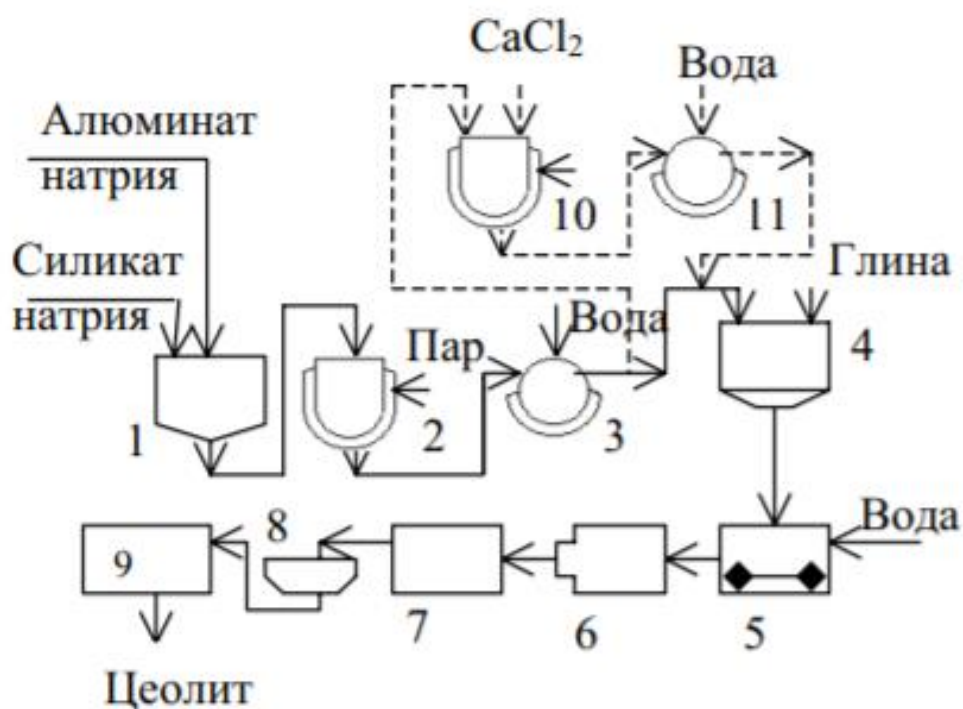 CaCl₂
Вода
Алюминат
натрия
10
11
Силикат
натрия
Глина
Вода
Пар
4
1
2
3
Вода
8
9
7
6
5
Цеолит